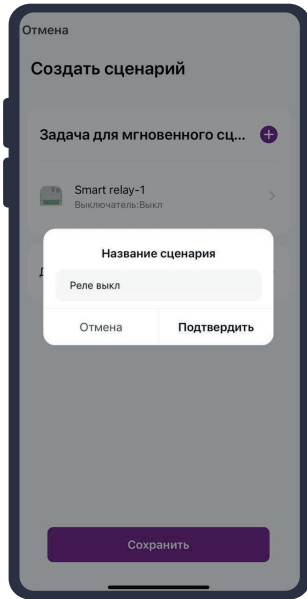 Отмена
Создать сценарий
Задача для мгновенного сц...
Smart relay-1
Выключатель:Выкл
Название сценария
Реле выкл
Отмена
Подтвердить
Сохранить